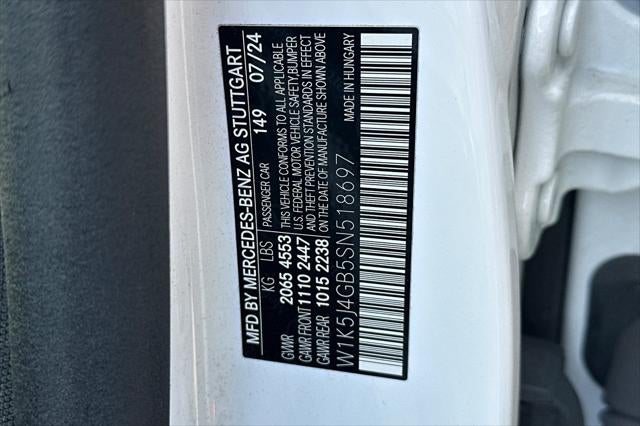 MFD BY MERCEDES-BENZ AG STUTTGART
KG LBS PASSENGER CAR 149 07/24
GVWR 2065 4553 THIS VEHICLE CONFORMS TO ALL APPLICABLE
GAWR FRONT 1110 2447 U.S. FEDERAL MOTOR VEHICLE SAFETY, BUMPER
GAWR REAR 1015 2238 AND THEFT PREVENTION STANDARDS IN EFFECT
ON THE DATE OF MANUFACTURE SHOWN ABOVE
W1K5J4GB5SN518697 MADE IN HUNGARY